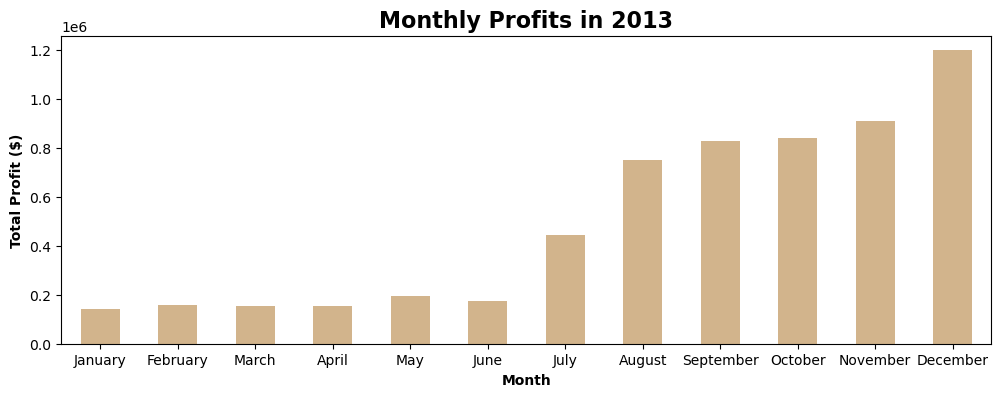 Monthly Profits in 2013
1e6
1.2
1.0
0.8
0.6
0.4
0.2
0.0
Total Profit ($)
January February March April May June July August September October November December
Month